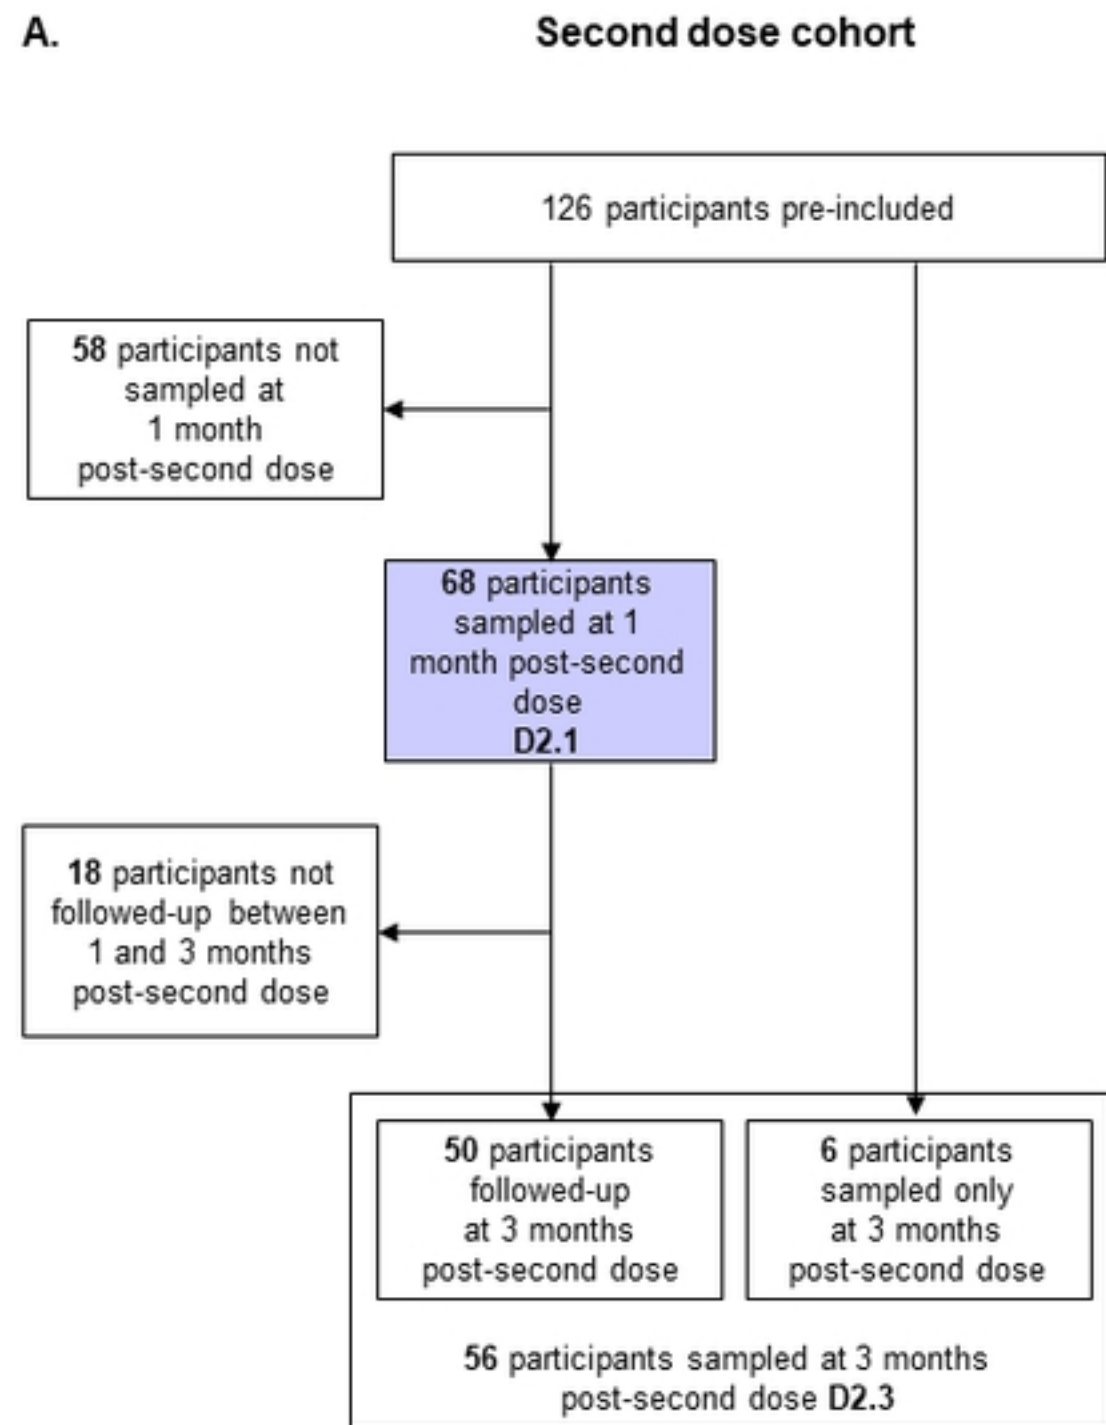 A.
Second dose cohort
126 participants pre-included
58 participants not
sampled at
1 month
post-second dose
68 participants
sampled at 1
month post-second
dose
D2.1
18 participants not
followed-up between
1 and 3 months
post-second dose
50 participants
followed-up
at 3 months
post-second dose
6 participants
sampled only
at 3 months
post-second dose
56 participants sampled at 3 months
post-second dose D2.3